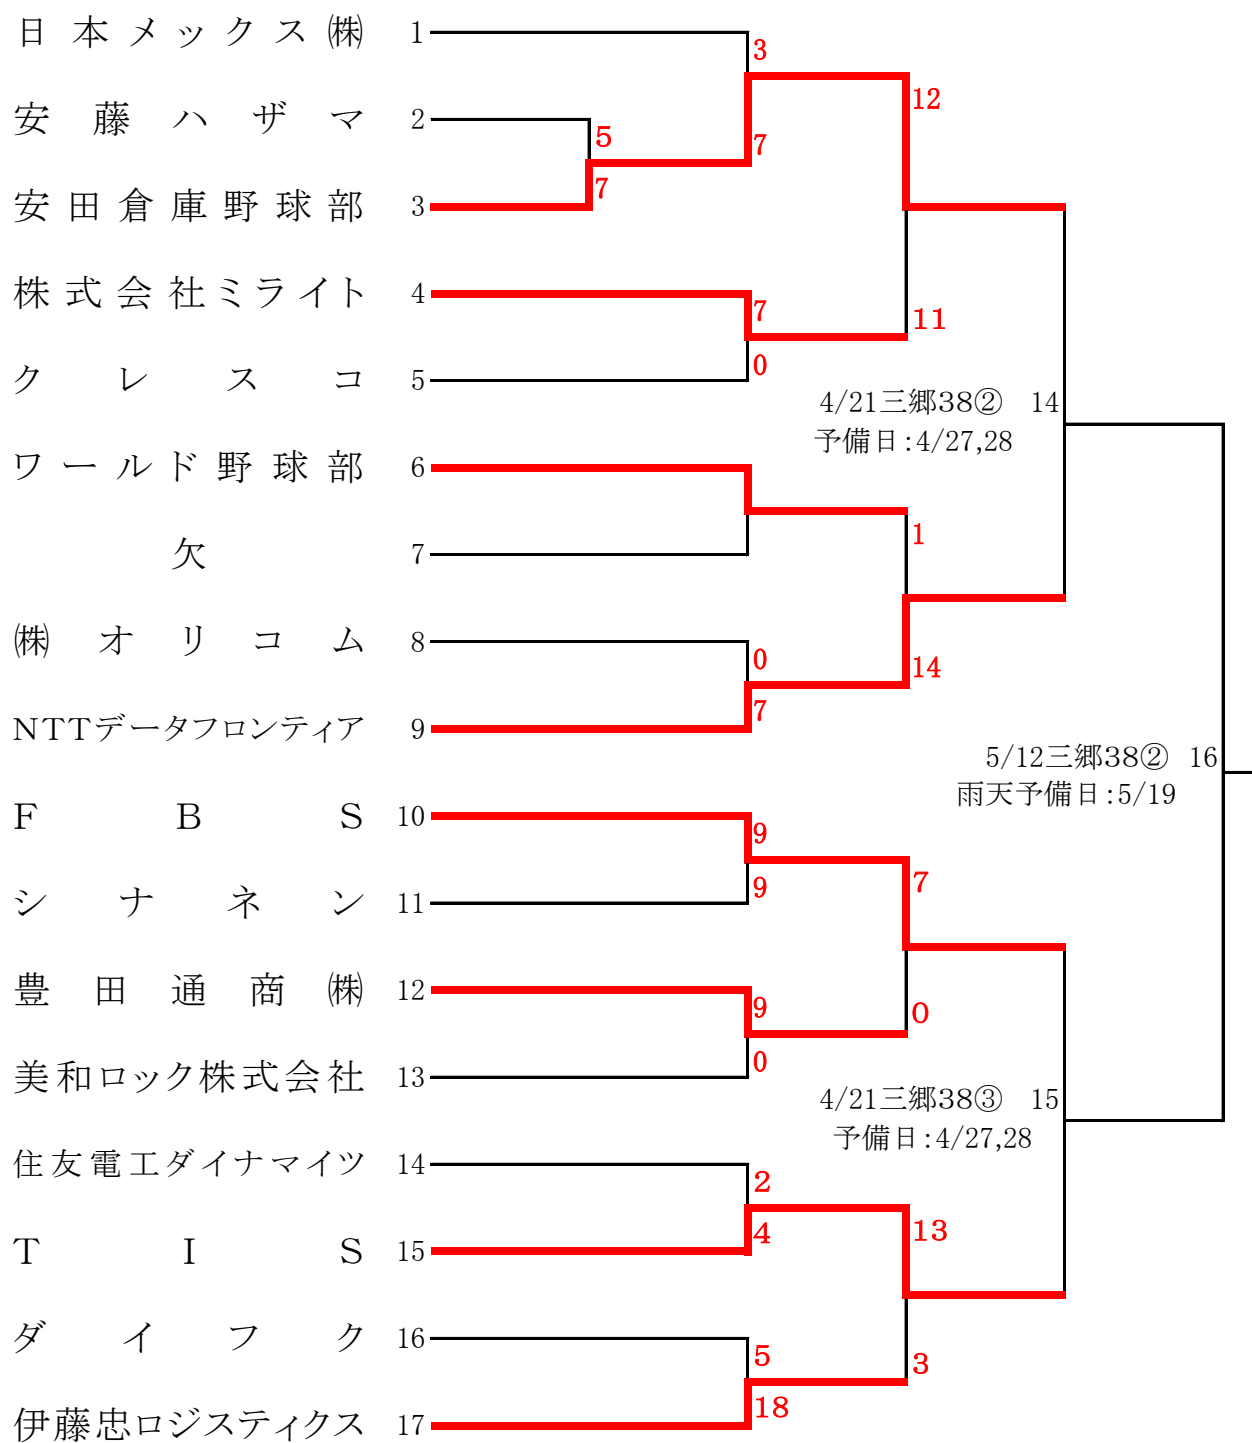 日本メックス㈱ 1
3
12
安藤ハザマ 2
5
7
7
安田倉庫野球部 3
株式会社ミライト 4
7
11
0
クレスコ 5
4/21三郷38② 14
予備日:4/27,28
ワールド野球部 6
1
欠 7
㈱オリコム 8
0
14
7
NTTデータフロンティア 9
5/12三郷38② 16
雨天予備日:5/19
FBS 10
9
7
9
シナネン 11
豊田通商㈱ 12
9
0
0
美和ロック株式会社 13
4/21三郷38③ 15
予備日:4/27,28
住友電工ダイナマイツ 14
2
13
4
TIS 15
ダイフク 16
5
3
18
伊藤忠ロジスティクス 17